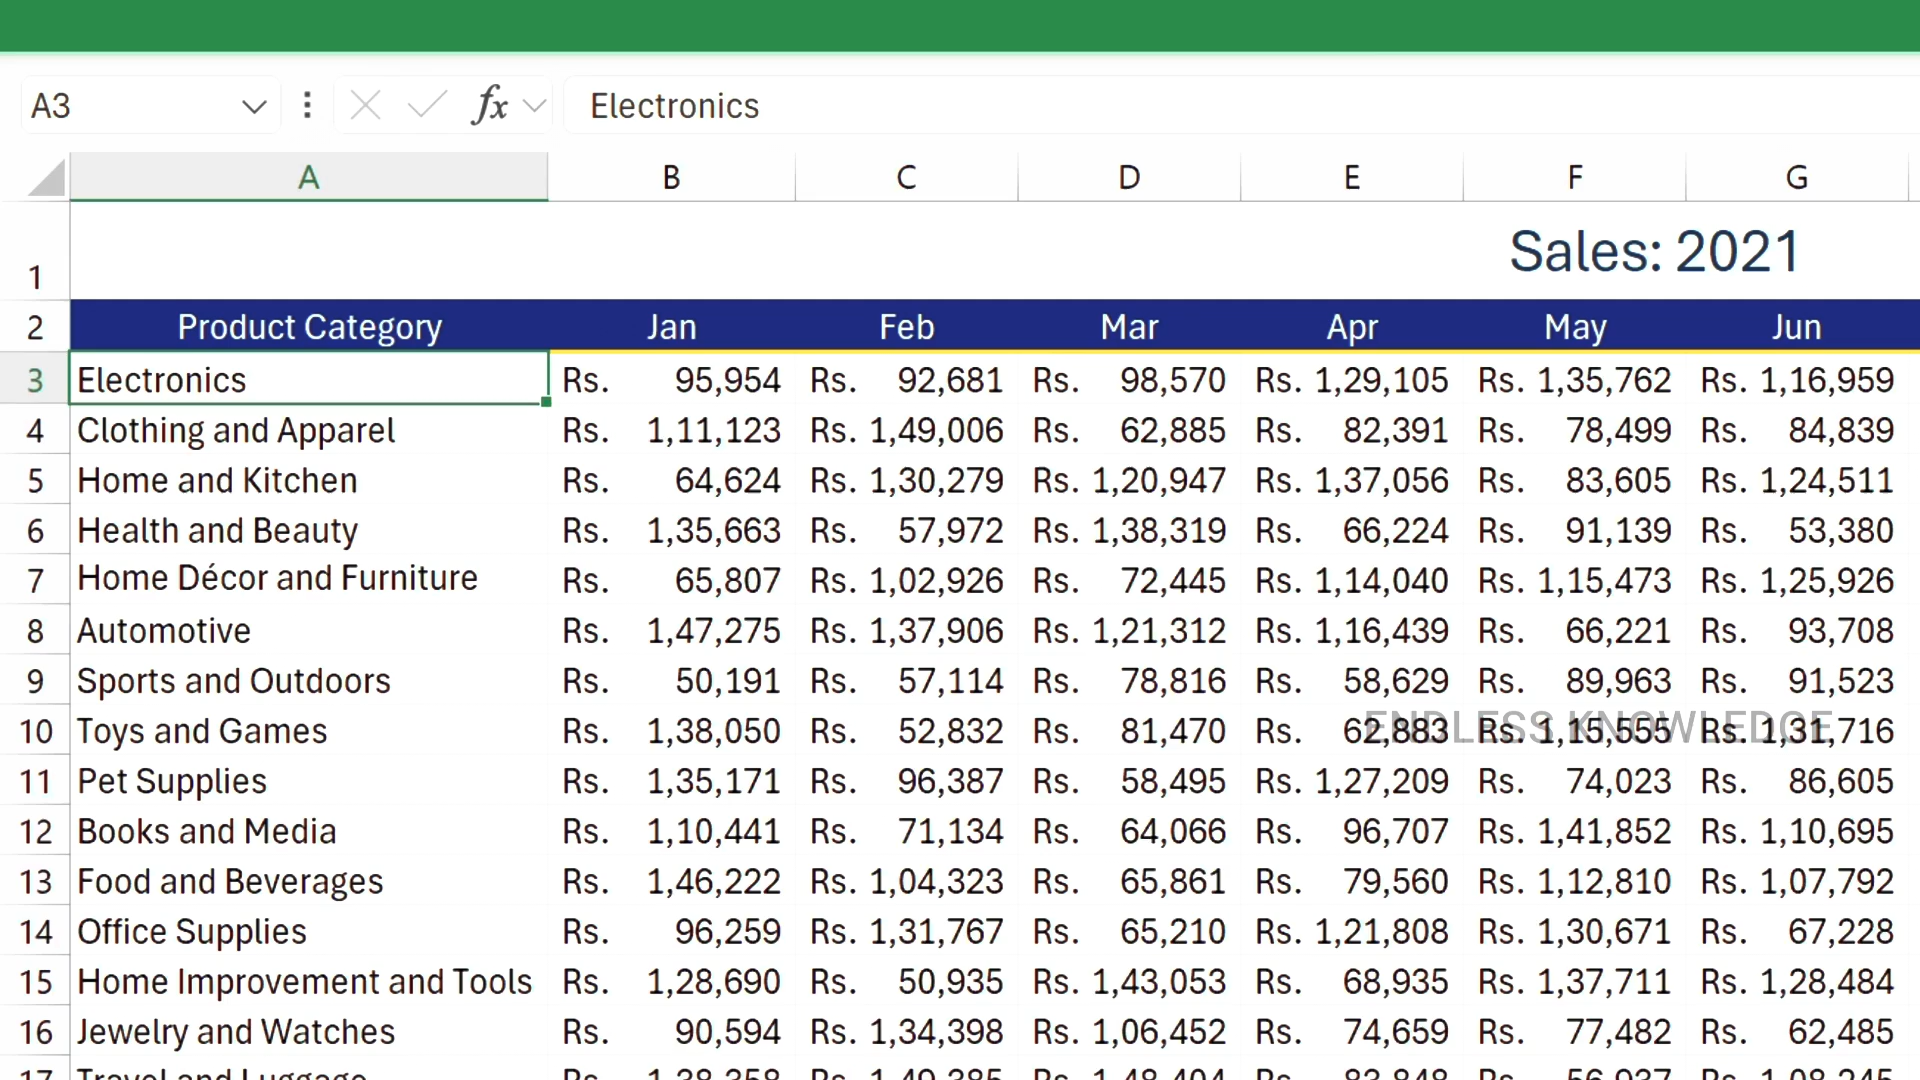 A3 fx Electronics
A B C D E F G
1 Sales: 2021
2 Product Category Jan Feb Mar Apr May Jun
3 Electronics Rs. 95,954 Rs. 92,681 Rs. 98,570 Rs. 1,29,105 Rs. 1,35,762 Rs. 1,16,959
4 Clothing and Apparel Rs. 1,11,123 Rs. 1,49,006 Rs. 62,885 Rs. 82,391 Rs. 78,499 Rs. 84,839
5 Home and Kitchen Rs. 64,624 Rs. 1,30,279 Rs. 1,20,947 Rs. 1,37,056 Rs. 83,605 Rs. 1,24,511
6 Health and Beauty Rs. 1,35,663 Rs. 57,972 Rs. 1,38,319 Rs. 66,224 Rs. 91,139 Rs. 53,380
7 Home Décor and Furniture Rs. 65,807 Rs. 1,02,926 Rs. 72,445 Rs. 1,14,040 Rs. 1,15,473 Rs. 1,25,926
8 Automotive Rs. 1,47,275 Rs. 1,37,906 Rs. 1,21,312 Rs. 1,16,439 Rs. 66,221 Rs. 93,708
9 Sports and Outdoors Rs. 50,191 Rs. 57,114 Rs. 78,816 Rs. 58,629 Rs. 89,963 Rs. 91,523
ENDLESS KNOWLEDGE
10 Toys and Games Rs. 1,38,050 Rs. 52,832 Rs. 81,470 Rs. 62,883 Rs. 1,15,555 Rs. 1,31,716
11 Pet Supplies Rs. 1,35,171 Rs. 96,387 Rs. 58,495 Rs. 1,27,209 Rs. 74,023 Rs. 86,605
12 Books and Media Rs. 1,10,441 Rs. 71,134 Rs. 64,066 Rs. 96,707 Rs. 1,41,852 Rs. 1,10,695
13 Food and Beverages Rs. 1,46,222 Rs. 1,04,323 Rs. 65,861 Rs. 79,560 Rs. 1,12,810 Rs. 1,07,792
14 Office Supplies Rs. 96,259 Rs. 1,31,767 Rs. 65,210 Rs. 1,21,808 Rs. 1,30,671 Rs. 67,228
15 Home Improvement and Tools Rs. 1,28,690 Rs. 50,935 Rs. 1,43,053 Rs. 68,935 Rs. 1,37,711 Rs. 1,28,484
16 Jewelry and Watches Rs. 90,594 Rs. 1,34,398 Rs. 1,06,452 Rs. 74,659 Rs. 77,482 Rs. 62,485
17 Travel and Luggage Rs. Rs. Rs. Rs. Rs. Rs.